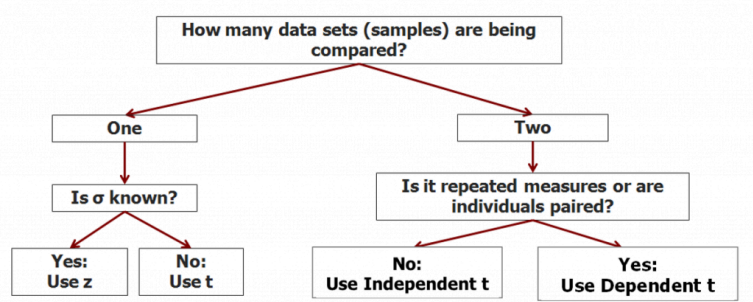 How many data sets (samples) are being
compared?
One
Two
Is σ known?
Is it repeated measures or are
individuals paired?
Yes:
Use z
No:
Use t
No:
Use Independent t
Yes:
Use Dependent t